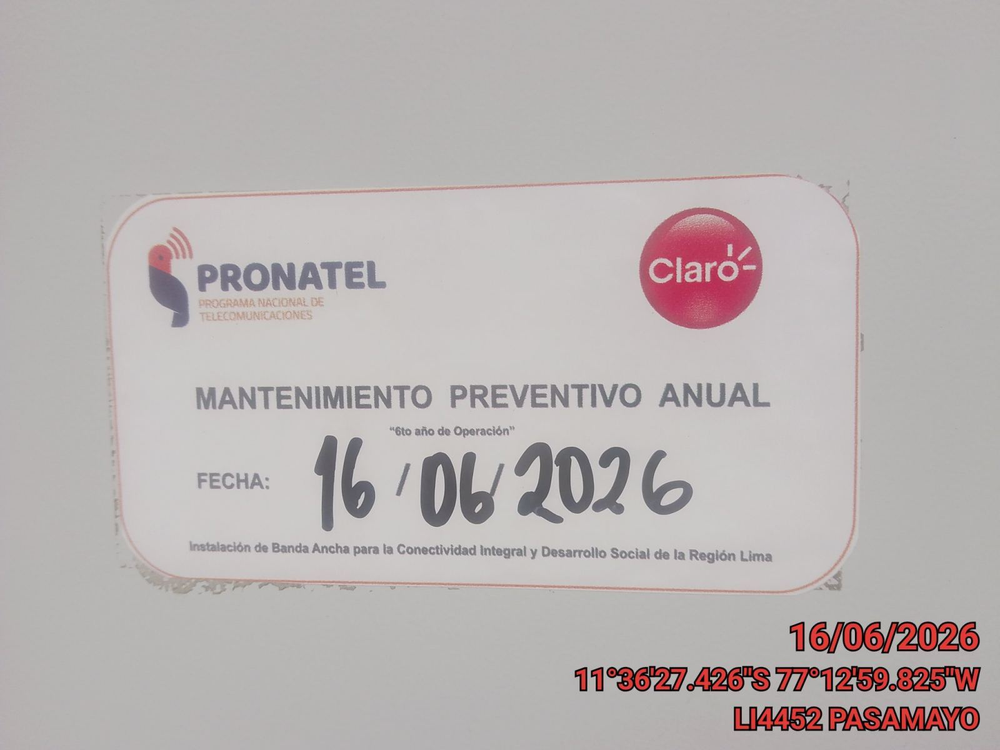 PRONATEL
PROGRAMA NACIONAL DE
TELECOMUNICACIONES
Claro
MANTENIMIENTO PREVENTIVO ANUAL
"6to año de Operación"
FECHA: 16/06/2026
Instalación de Banda Ancha para la Conectividad Integral y Desarrollo Social de la Región Lima
16/06/2026
11°36'27.426"S 77°12'59.825"W
LI4452 PASAMAYO